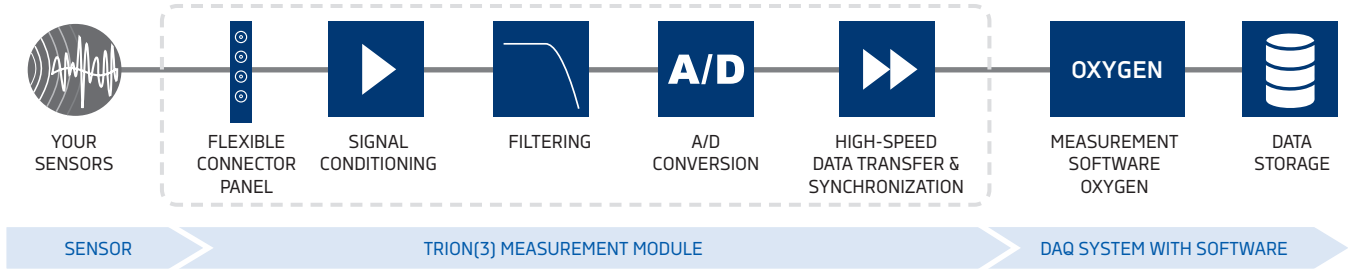 A/D
OXYGEN
YOUR
SENSORS
FLEXIBLE
CONNECTOR
PANEL
SIGNAL
CONDITIONING
FILTERING
A/D
CONVERSION
HIGH-SPEED
DATA TRANSFER &
SYNCHRONIZATION
MEASUREMENT
SOFTWARE
OXYGEN
DATA
STORAGE
SENSOR
TRION(3) MEASUREMENT MODULE
DAQ SYSTEM WITH SOFTWARE